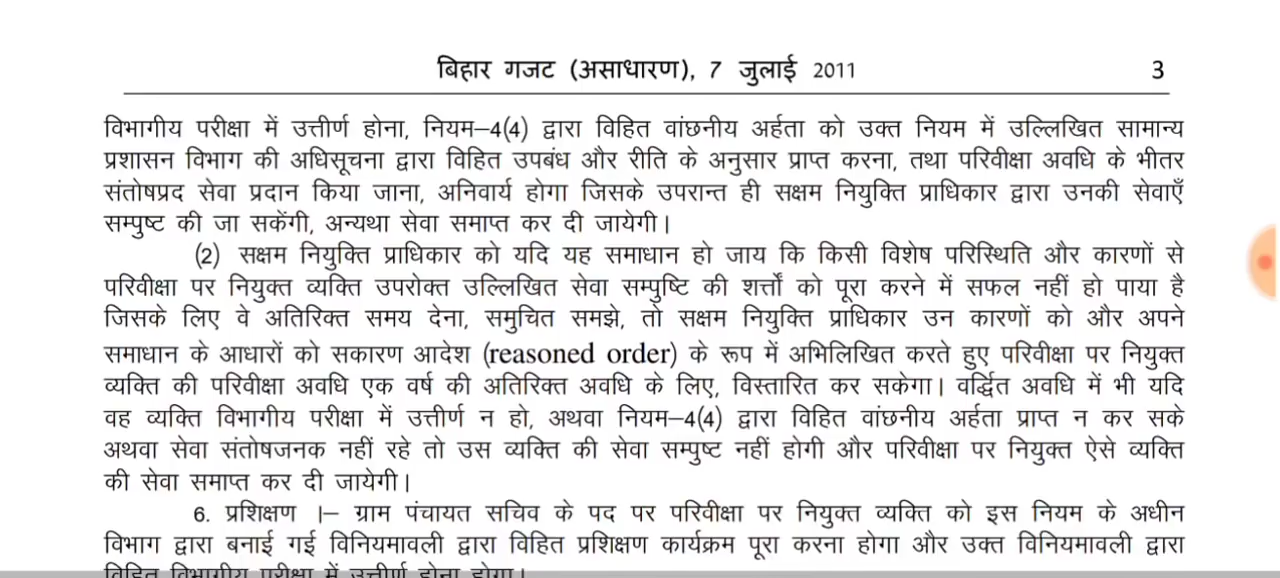 बिहार गजट (असाधारण), 7 जुलाई 2011 3
विभागीय परीक्षा में उत्तीर्ण होना, नियम–4(4) द्वारा विहित वांछनीय अर्हता को उक्त नियम में उल्लिखित सामान्य
प्रशासन विभाग की अधिसूचना द्वारा विहित उपबंध और रीति के अनुसार प्राप्त करना, तथा परिवीक्षा अवधि के भीतर
संतोषप्रद सेवा प्रदान किया जाना, अनिवार्य होगा जिसके उपरान्त ही सक्षम नियुक्ति प्राधिकार द्वारा उनकी सेवाएँ
सम्पुष्ट की जा सकेंगी, अन्यथा सेवा समाप्त कर दी जायेगी।
(2) सक्षम नियुक्ति प्राधिकार को यदि यह समाधान हो जाय कि किसी विशेष परिस्थिति और कारणों से
परिवीक्षा पर नियुक्त व्यक्ति उपरोक्त उल्लिखित सेवा सम्पुष्टि की शर्त्तों को पूरा करने में सफल नहीं हो पाया है
जिसके लिए वे अतिरिक्त समय देना, समुचित समझे, तो सक्षम नियुक्ति प्राधिकार उन कारणों को और अपने
समाधान के आधारों को सकारण आदेश (reasoned order) के रूप में अभिलिखित करते हुए परिवीक्षा पर नियुक्त
व्यक्ति की परिवीक्षा अवधि एक वर्ष की अतिरिक्त अवधि के लिए, विस्तारित कर सकेगा। वर्द्धित अवधि में भी यदि
वह व्यक्ति विभागीय परीक्षा में उत्तीर्ण न हो, अथवा नियम–4(4) द्वारा विहित वांछनीय अर्हता प्राप्त न कर सके
अथवा सेवा संतोषजनक नहीं रहे तो उस व्यक्ति की सेवा सम्पुष्ट नहीं होगी और परिवीक्षा पर नियुक्त ऐसे व्यक्ति
की सेवा समाप्त कर दी जायेगी।
6. प्रशिक्षण ।– ग्राम पंचायत सचिव के पद पर परिवीक्षा पर नियुक्त व्यक्ति को इस नियम के अधीन
विभाग द्वारा बनाई गई विनियमावली द्वारा विहित प्रशिक्षण कार्यक्रम पूरा करना होगा और उक्त विनियमावली द्वारा
विहित विभागीय परीक्षा में उत्तीर्ण होना होगा।